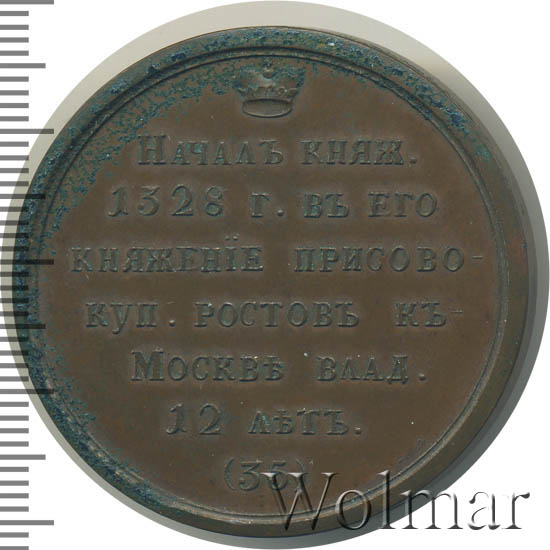 НАЧАЛЪ КНЯЖ.
1328 Г. ВЪ ЕГО
КНЯЖЕНІЕ ПРИСОВО-
КУП. РОСТОВЪ КЪ-
МОСКВѢ ВЛАД.
12 ЛѢТЪ.
(35)
Wolmar